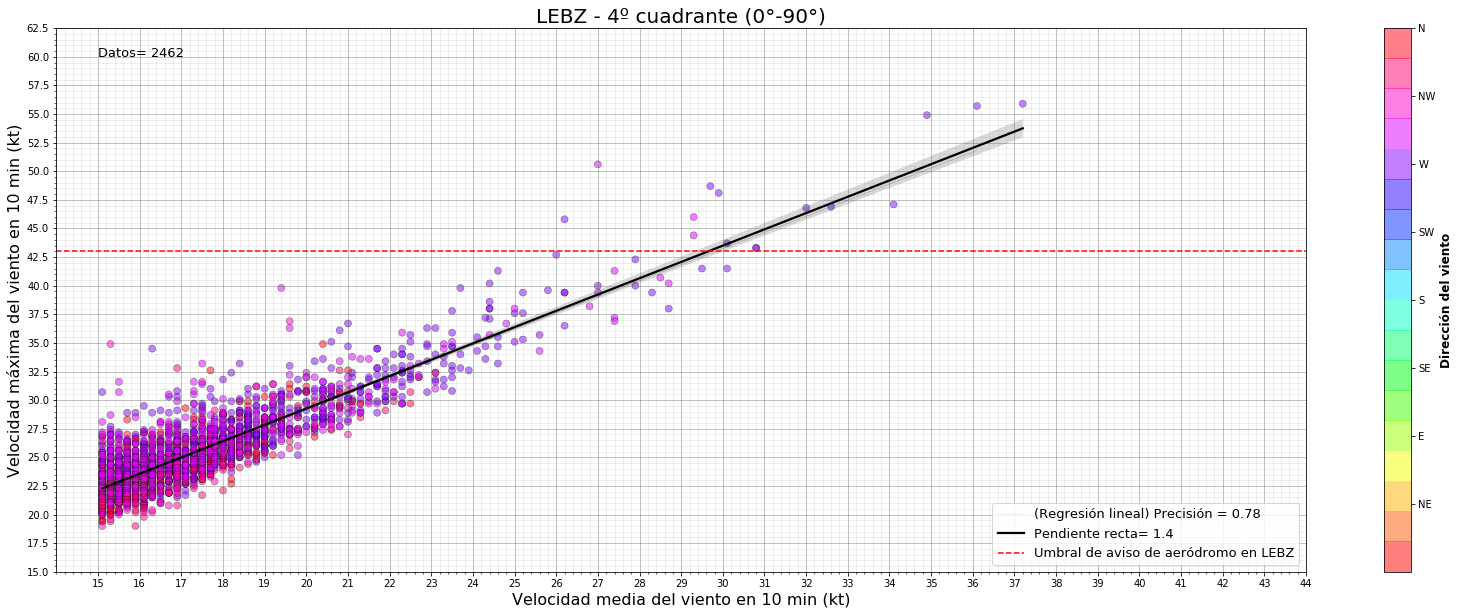 LEBZ - 4º cuadrante (0°-90°)
Datos= 2462
Velocidad máxima del viento en 10 min (kt)
62.5
60.0
57.5
55.0
52.5
50.0
47.5
45.0
42.5
40.0
37.5
35.0
32.5
30.0
27.5
25.0
22.5
20.0
17.5
15.0
(Regresión lineal) Precisión = 0.78
Pendiente recta= 1.4
Umbral de aviso de aeródromo en LEBZ
15 16 17 18 19 20 21 22 23 24 25 26 27 28 29 30 31 32 33 34 35 36 37 38 39 40 41 42 43 44
Velocidad media del viento en 10 min (kt)
N
NW
W
SW
S
SE
E
NE
Dirección del viento